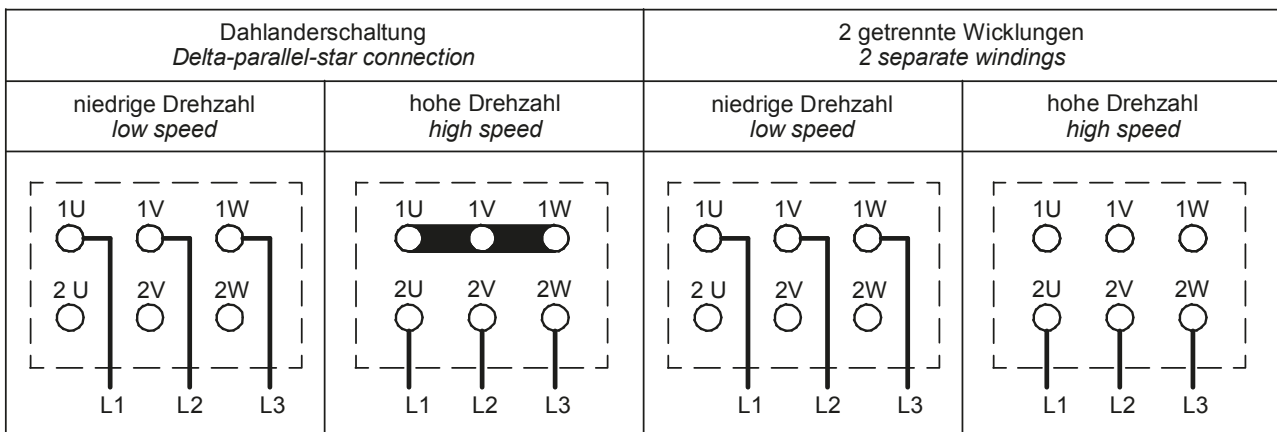 Dahlanderschaltung
Delta-parallel-star connection
2 getrennte Wicklungen
2 separate windings
niedrige Drehzahl
low speed
hohe Drehzahl
high speed
niedrige Drehzahl
low speed
hohe Drehzahl
high speed
1U 1V 1W
2 U 2V 2W
L1 L2 L3
1U 1V 1W
2U 2V 2W
L1 L2 L3
1U 1V 1W
2 U 2V 2W
L1 L2 L3
1U 1V 1W
2U 2V 2W
L1 L2 L3